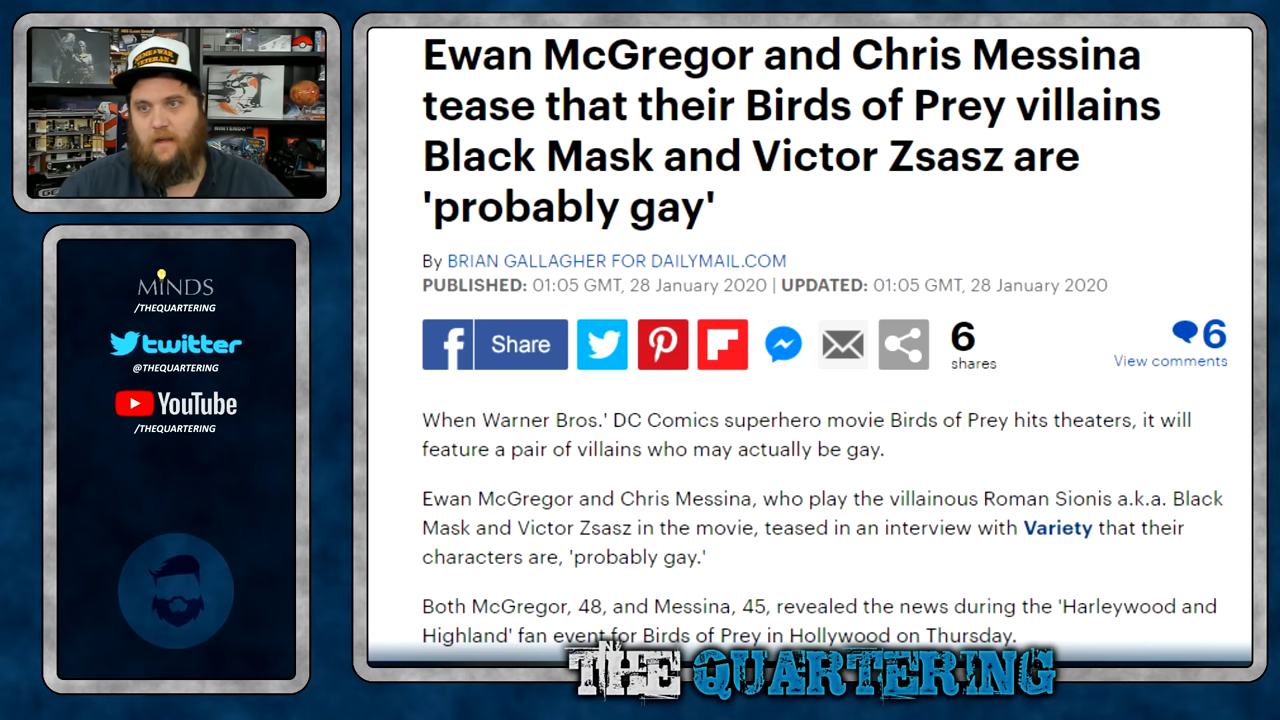 MEME WAR
VETERAN
NINTENDO
MINDS
/THEQUARTERING
twitter
@THEQUARTERING
YouTube
/THEQUARTERING
Ewan McGregor and Chris Messina
tease that their Birds of Prey villains
Black Mask and Victor Zsasz are
'probably gay'
By BRIAN GALLAGHER FOR DAILYMAIL.COM
PUBLISHED: 01:05 GMT, 28 January 2020 | UPDATED: 01:05 GMT, 28 January 2020
Share
6
shares
6
View comments
When Warner Bros.' DC Comics superhero movie Birds of Prey hits theaters, it will
feature a pair of villains who may actually be gay.
Ewan McGregor and Chris Messina, who play the villainous Roman Sionis a.k.a. Black
Mask and Victor Zsasz in the movie, teased in an interview with Variety that their
characters are, 'probably gay.'
Both McGregor, 48, and Messina, 45, revealed the news during the 'Harleywood and
Highland' fan event for Birds of Prey in Hollywood on Thursday.
THE QUARTERING